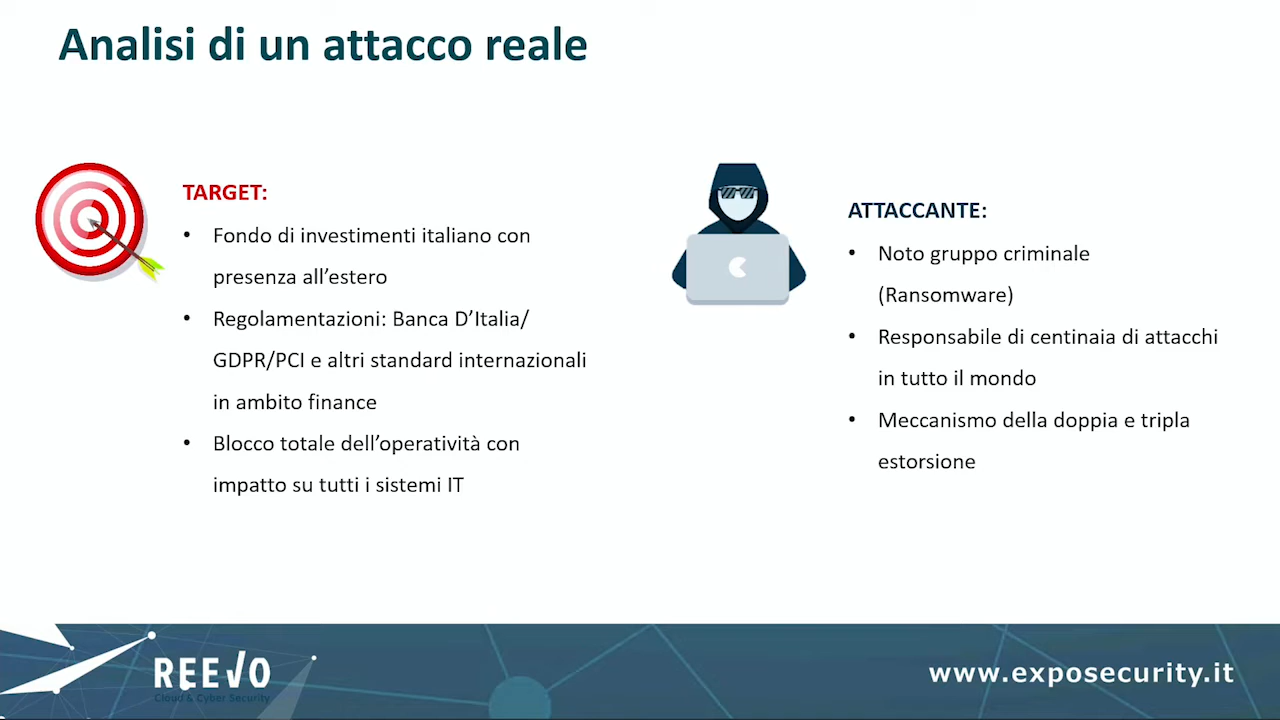 Analisi di un attacco reale
TARGET:
• Fondo di investimenti italiano con
presenza all’estero
• Regolamentazioni: Banca D’Italia/
GDPR/PCI e altri standard internazionali
in ambito finance
• Blocco totale dell’operatività con
impatto su tutti i sistemi IT
ATTACCANTE:
• Noto gruppo criminale
(Ransomware)
• Responsabile di centinaia di attacchi
in tutto il mondo
• Meccanismo della doppia e tripla
estorsione
REEVO
Cloud & Cyber Security
www.exposecurity.it